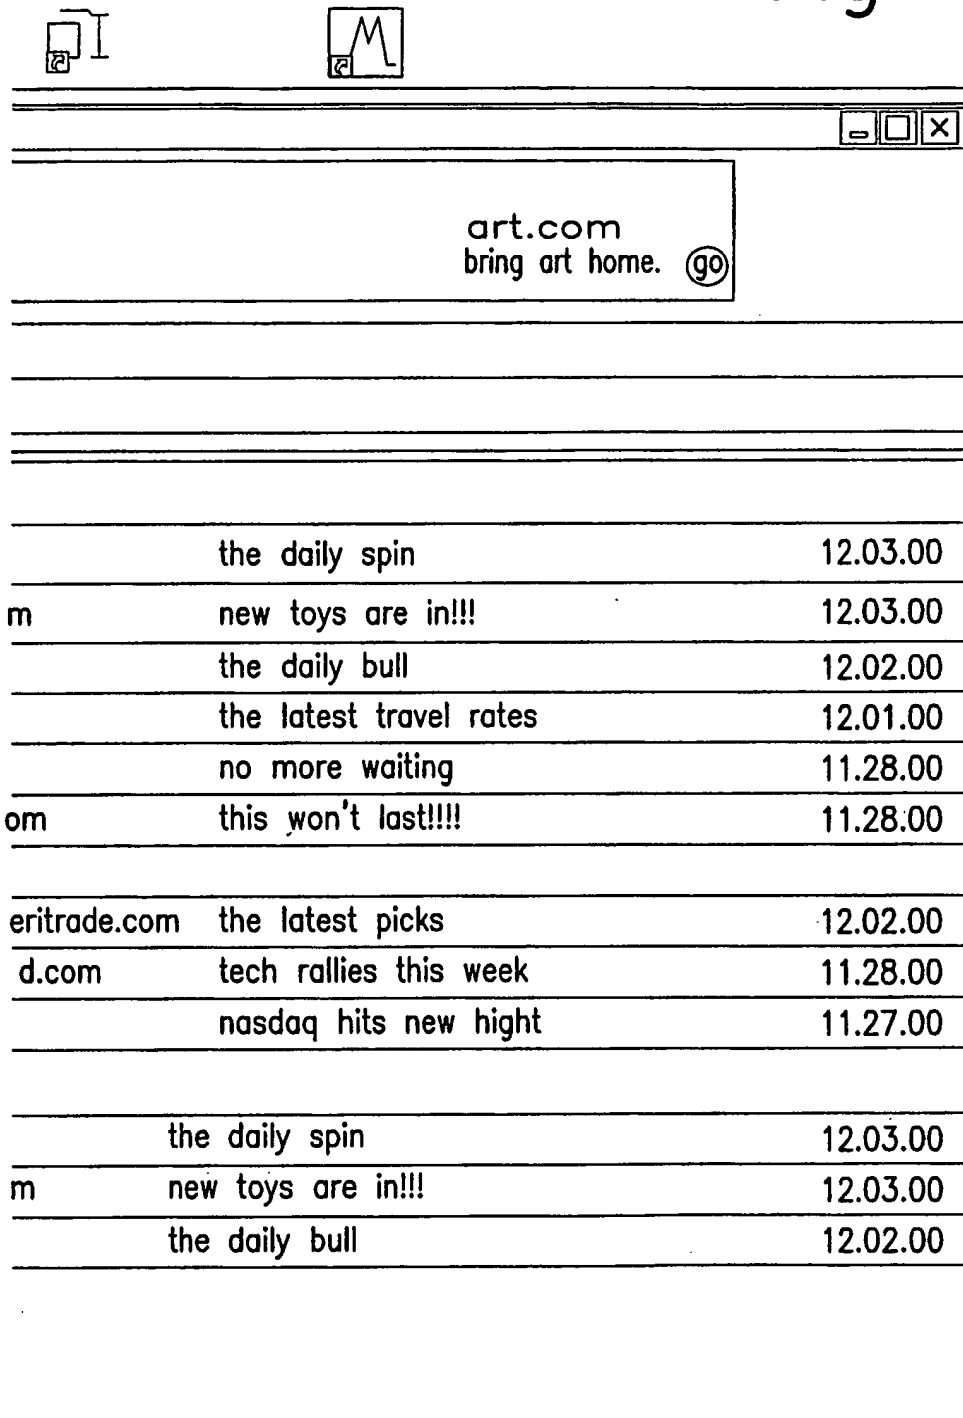 art.com
bring art home. go
the daily spin 12.03.00
m new toys are in!!! 12.03.00
the daily bull 12.02.00
the latest travel rates 12.01.00
no more waiting 11.28.00
om this won't last!!!! 11.28.00
eritrade.com the latest picks 12.02.00
d.com tech rallies this week 11.28.00
nasdaq hits new hight 11.27.00
the daily spin 12.03.00
m new toys are in!!! 12.03.00
the daily bull 12.02.00